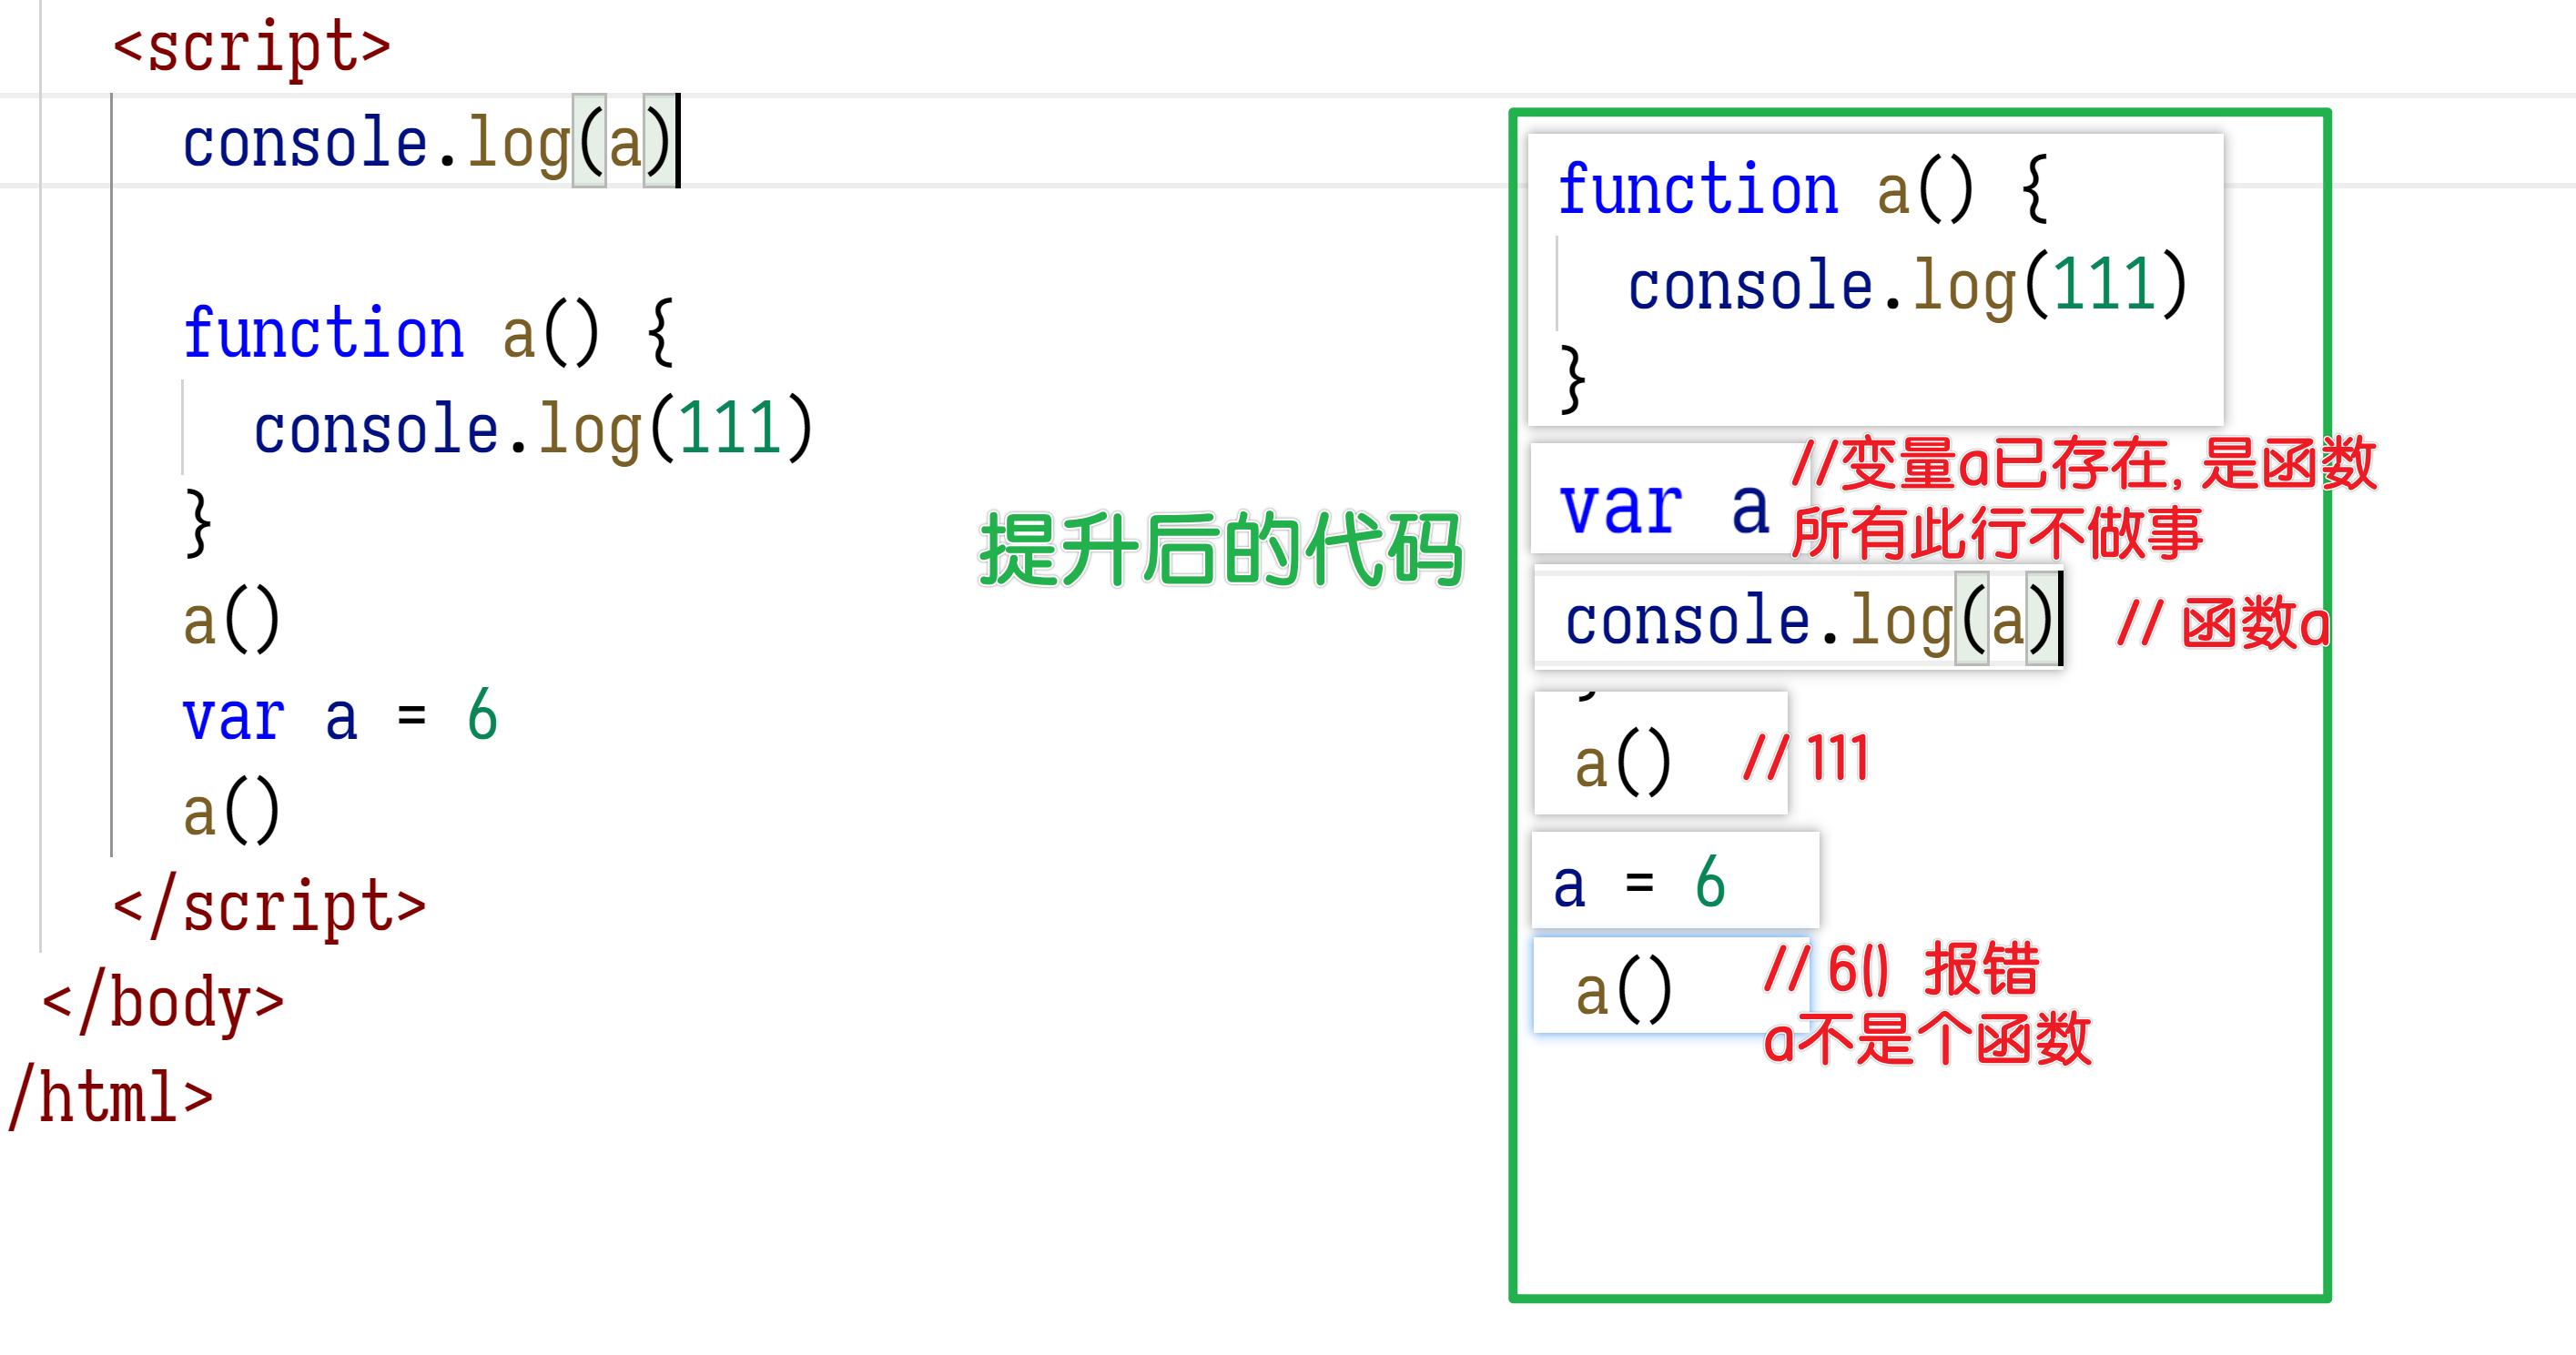 <script>
console.log(a)
function a() {
console.log(111)
}
a()
var a = 6
a()
</script>
</body>
/html>
提升后的代码
function a() {
console.log(111)
}
var a //变量a已存在, 是函数
所有此行不做事
console.log(a) // 函数a
a() // 111
a = 6
a() // 6() 报错
a不是个函数